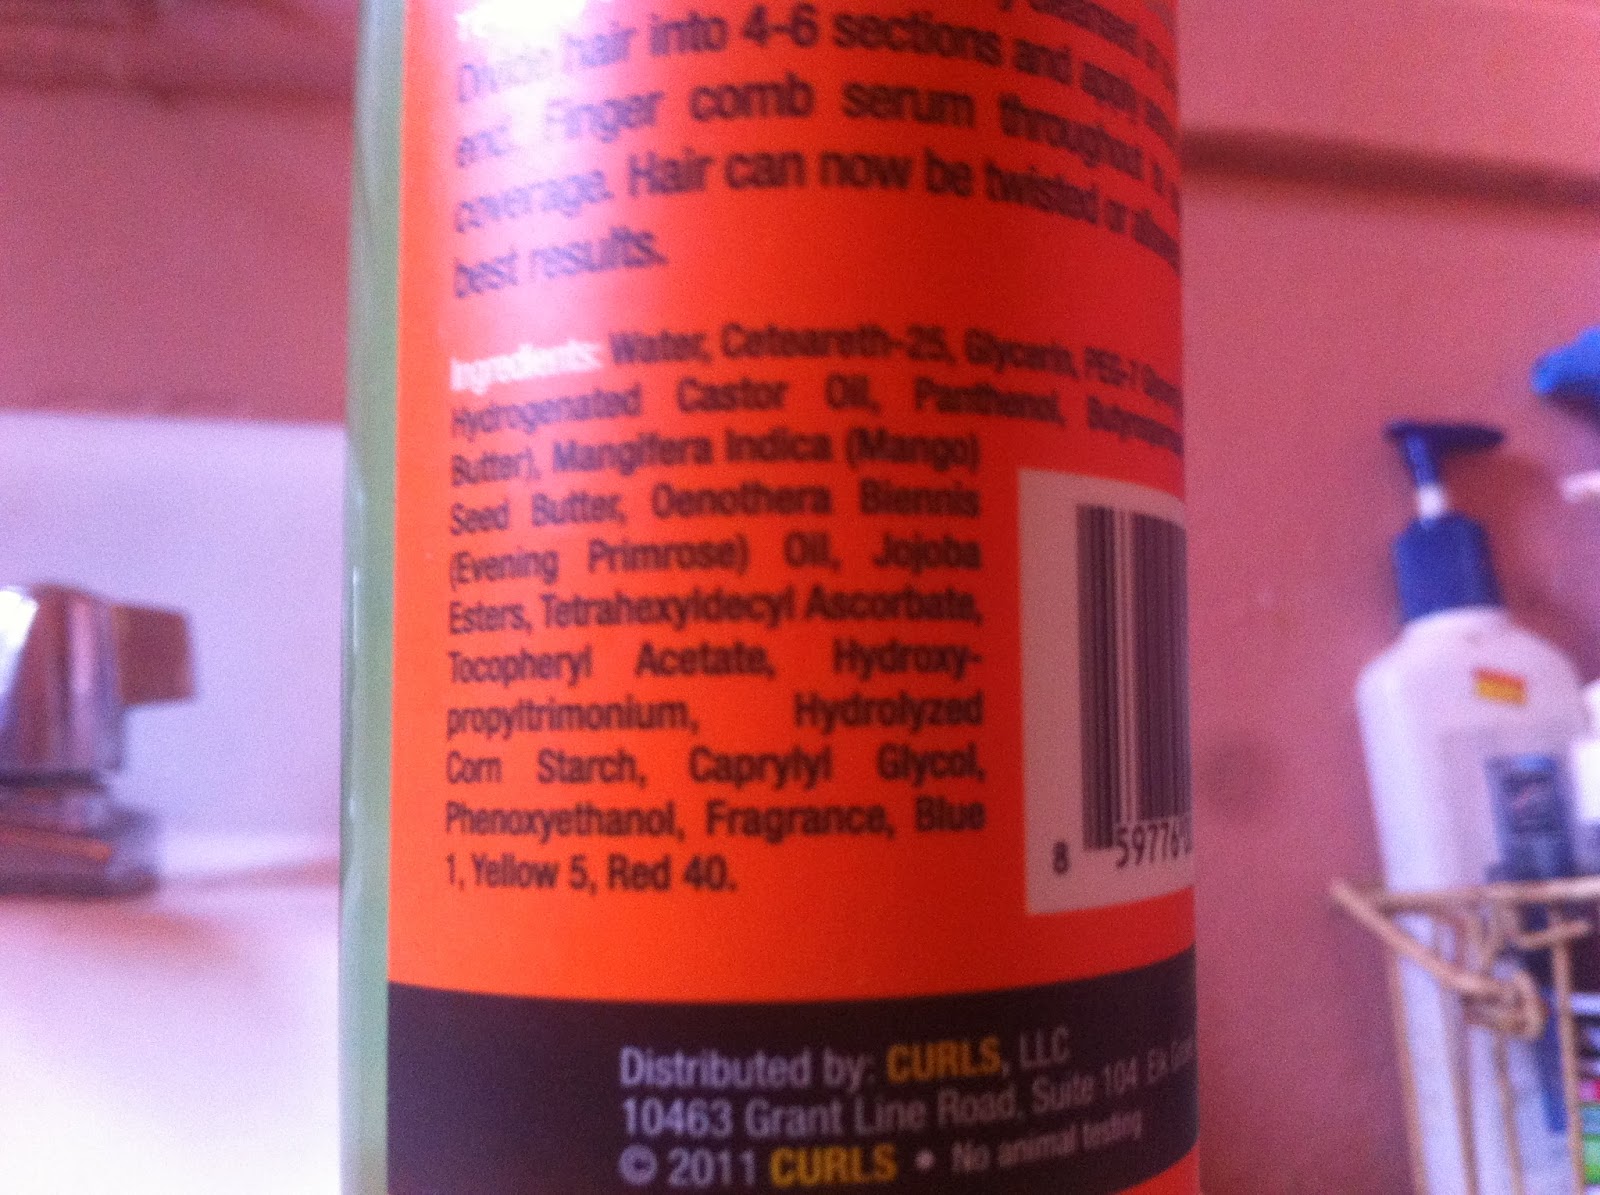 Divide hair into 4-6 sections and apply
end. Finger comb serum throughout
coverage. Hair can now be twisted or
best results.
Ingredients: Water, Ceteareth-25, Glycerin, PEG-7
Hydrogenated Castor Oil, Panthenol,
Butter), Mangifera Indica (Mango)
Seed Butter, Oenothera Biennis
(Evening Primrose) Oil, Jojoba
Esters, Tetrahexyldecyl Ascorbate,
Tocopheryl Acetate, Hydroxy-
propyltrimonium, Hydrolyzed
Corn Starch, Caprylyl Glycol,
Phenoxyethanol, Fragrance, Blue
1, Yellow 5, Red 40.
8 59776
Distributed by: CURLS, LLC
10463 Grant Line Road, Suite 104
© 2011 CURLS • No animal testing